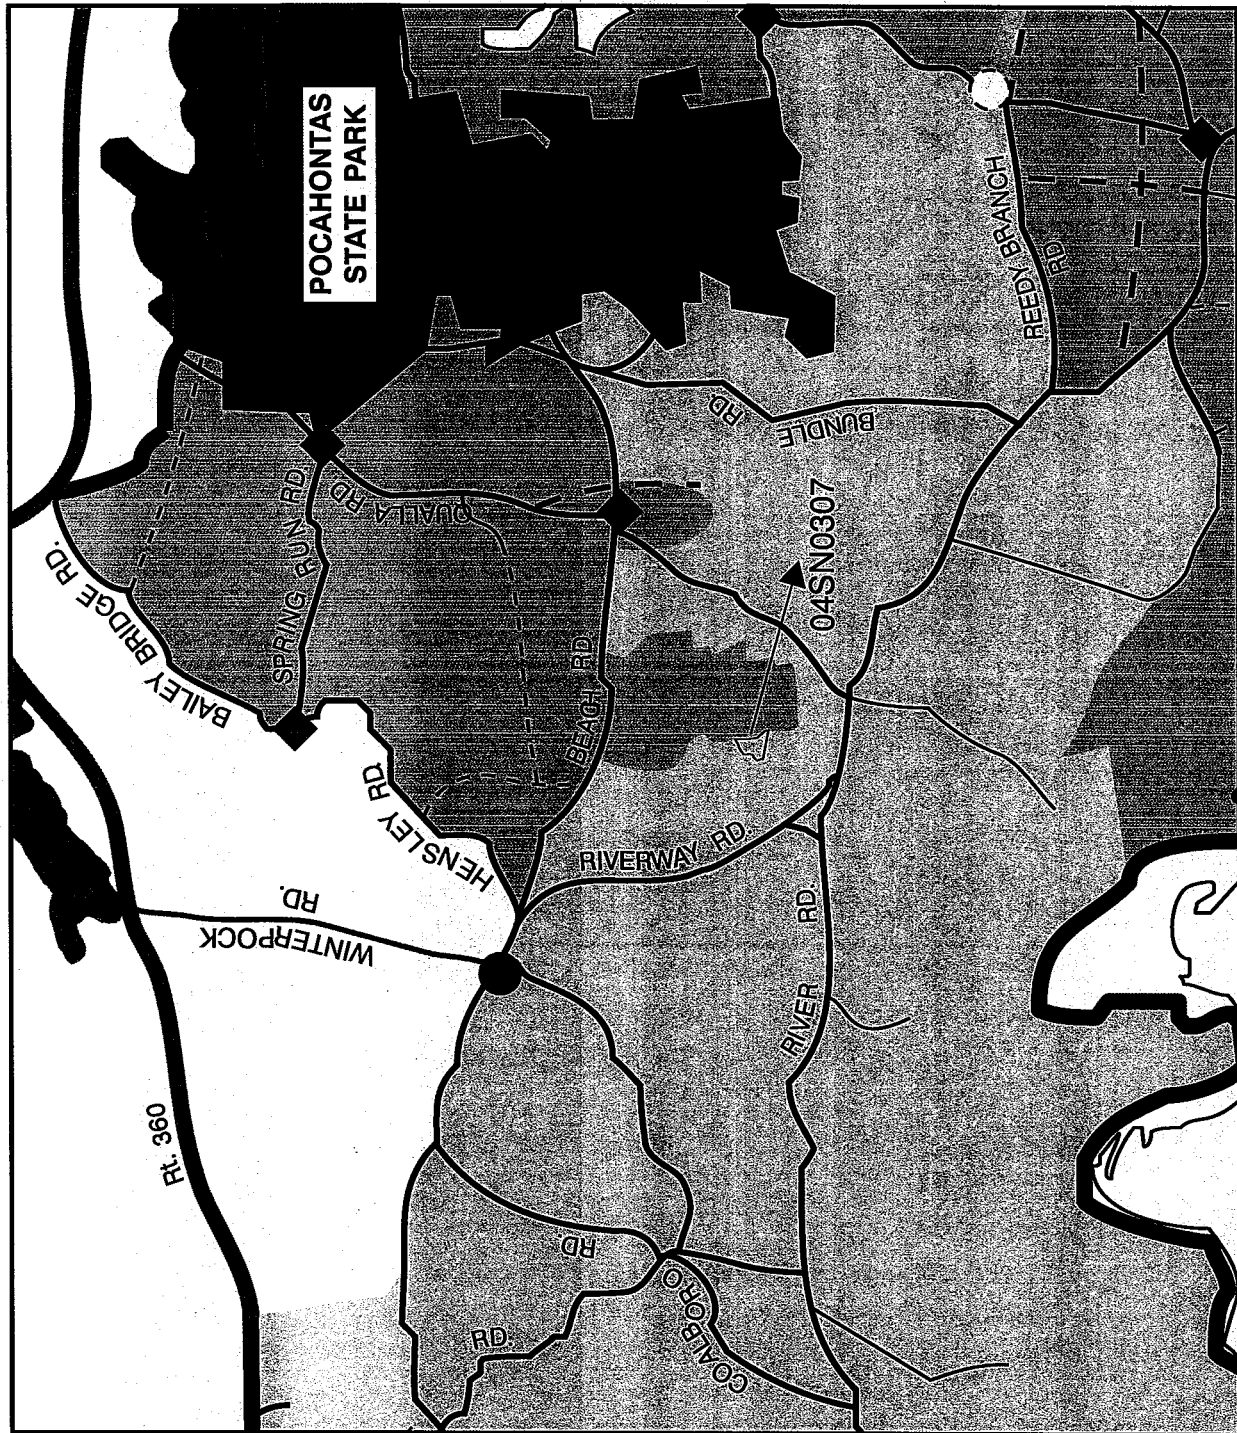 POCAHONTAS
STATE PARK
REEDY BRANCH
RD
BUNDLE
RD
QUALLA
RD
SPRING RUN RD
BAILEY BRIDGE RD.
04SN0307
BEACH RD
HENSLEY RD.
RIVERWAY RD.
WINTERPOCK
RD.
RIVER RD.
Rt. 360
RD.
RD.
COALBORO